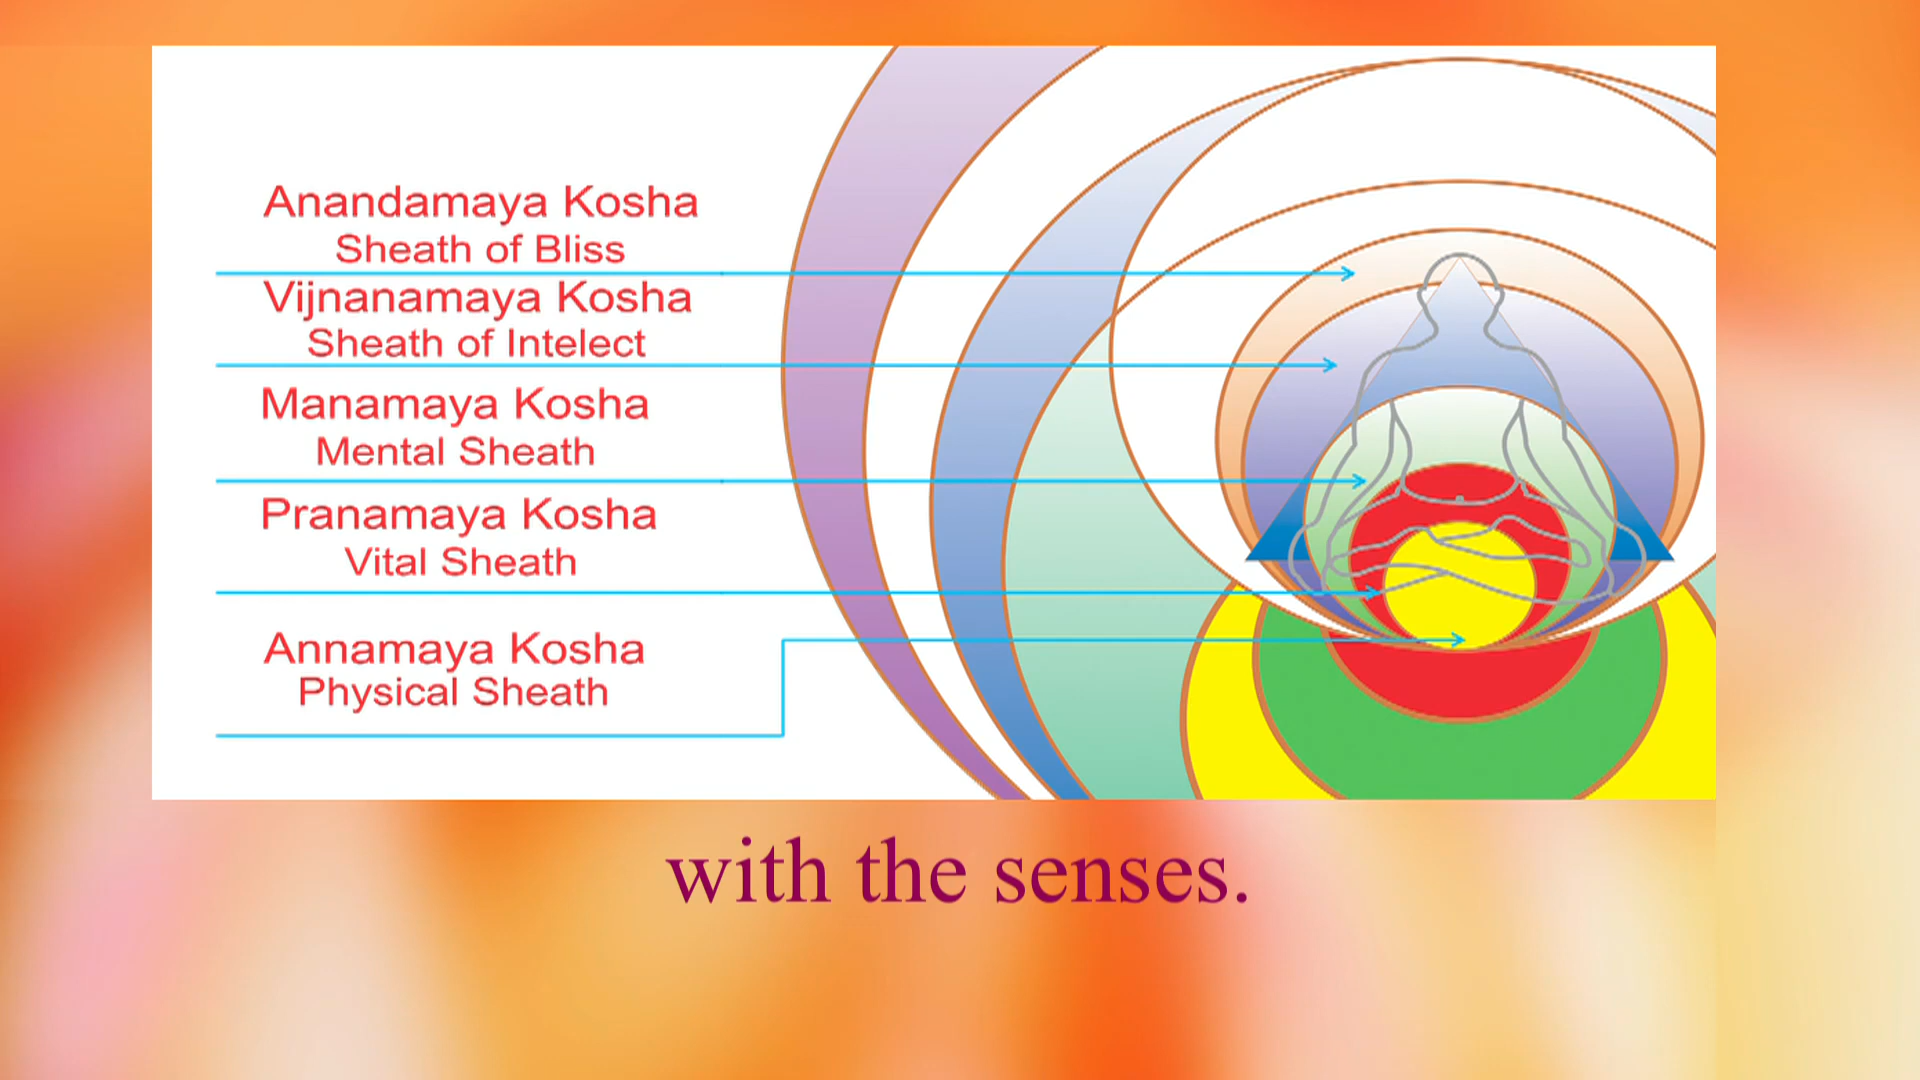 Anandamaya Kosha
Sheath of Bliss
Vijnanamaya Kosha
Sheath of Intelect
Manamaya Kosha
Mental Sheath
Pranamaya Kosha
Vital Sheath
Annamaya Kosha
Physical Sheath
with the senses.